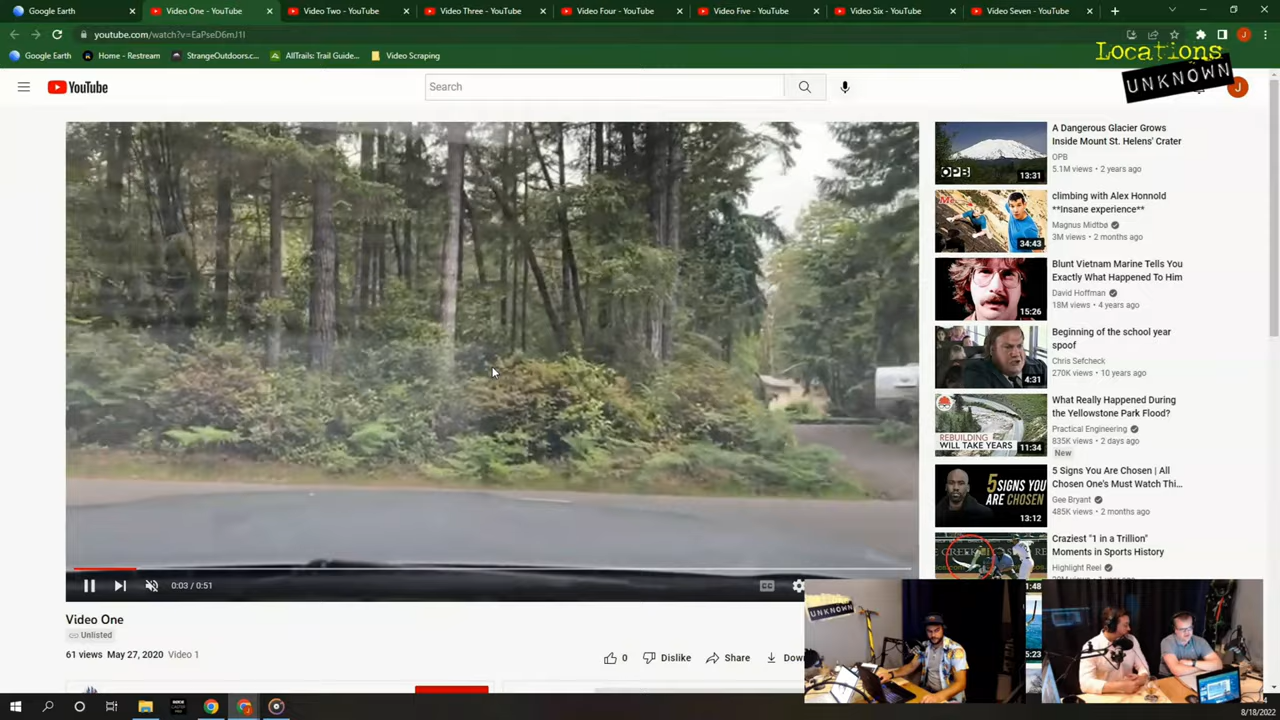 Google Earth
Video One - YouTube
Video Two - YouTube
Video Three - YouTube
Video Four - YouTube
Video Five - YouTube
Video Six - YouTube
Video Seven - YouTube
youtube.com/watch?v=EaPseD6mJ1I
J
Google Earth
Home - Restream
StrangeOutdoors.c...
AllTrails: Trail Guide...
Video Scraping
Locations
UNKNOWN
YouTube
Search
J
A Dangerous Glacier Grows
Inside Mount St. Helens' Crater
OPB
5.1M views • 2 years ago
OPB
13:31
climbing with Alex Honnold
**Insane experience**
Magnus Midtbø
3M views • 2 months ago
34:43
Blunt Vietnam Marine Tells You
Exactly What Happened To Him
David Hoffman
18M views • 4 years ago
15:26
Beginning of the school year
spoof
Chris Sefcheck
270K views • 10 years ago
4:31
What Really Happened During
the Yellowstone Park Flood?
Practical Engineering
835K views • 2 days ago
New
REBUILDING
WILL TAKE YEARS
11:34
5 Signs You Are Chosen | All
Chosen One's Must Watch Thi...
Gee Bryant
485K views • 2 months ago
5 SIGNS YOU
ARE CHOSEN
13:12
Craziest "1 in a Trillion"
Moments in Sports History
Highlight Reel
1:48
5:23
0:03 / 0:51
CC
Video One
Unlisted
61 views May 27, 2020 Video 1
0
Dislike
Share
Dow
UNKNOWN
8/18/2022